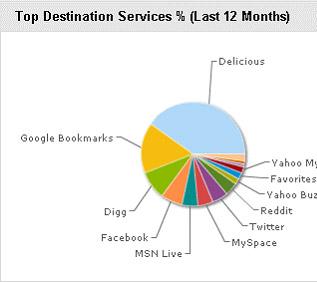 Top Destination Services % (Last 12 Months)
Delicious
Google Bookmarks
Yahoo My
Favorites
Digg
Yahoo Buz
Reddit
Facebook
Twitter
MSN Live
MySpace